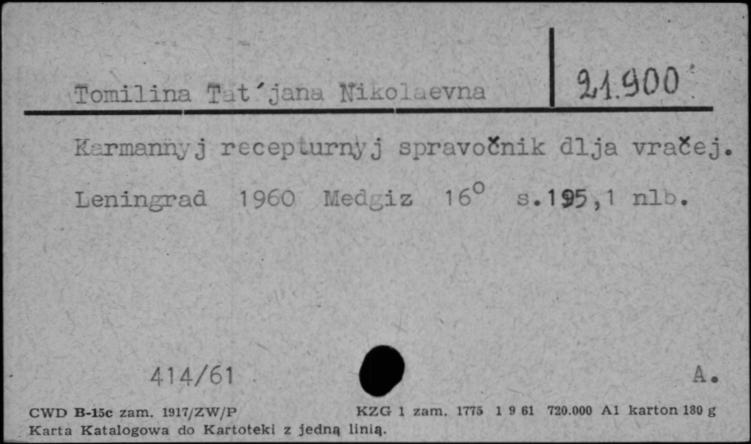 Tomilina Tat'jana Nikolaevna 21.900
Karmannyj recepturnyj spravočnik dlja vračej.
Leningrad 1960 Medgiz 16° s.195,1 nlb.
414/61 A.
CWD B-15c zam. 1917/ZW/P KZG 1 zam. 1775 1 9 61 720.000 A1 karton 180 g
Karta Katalogowa do Kartoteki z jedną linią.